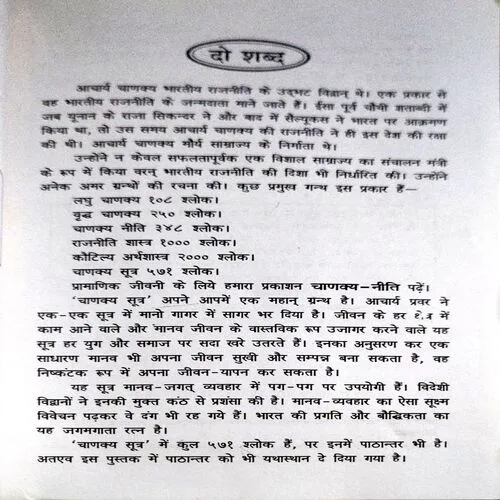 दो शब्द
आचार्य चाणक्य भारतीय राजनीति के उद्भट विद्वान् थे। एक प्रकार से
वह भारतीय राजनीति के जन्मदाता माने जाते हैं। ईसा पूर्व चौथी शताब्दी में
जब यूनान के राजा सिकन्दर ने और बाद में सैल्यूकस ने भारत पर आक्रमण
किया था, तो उस समय आचार्य चाणक्य की राजनीति ने ही इस देश की रक्षा
की थी। आचार्य चाणक्य मौर्य साम्राज्य के निर्माता थे।
उन्होंने न केवल सफलतापूर्वक एक विशाल साम्राज्य का संचालन मंत्री
के रूप में किया वरन् भारतीय राजनीति की दिशा भी निर्धारित की। उन्होंने
अनेक अमर ग्रन्थों की रचना की। कुछ प्रमुख गन्थ इस प्रकार हैं—
लघु चाणक्य १०८ श्लोक।
वृद्ध चाणक्य २५० श्लोक।
चाणक्य नीति ३४८ श्लोक।
राजनीति शास्त्र १००० श्लोक।
कौटिल्य अर्थशास्त्र २००० श्लोक।
चाणक्य सूत्र ५७१ श्लोक।
प्रामाणिक जीवनी के लिये हमारा प्रकाशन चाणक्य–नीति पढ़ें।
'चाणक्य सूत्र' अपने आपमें एक महान् ग्रन्थ है। आचार्य प्रवर ने
एक–एक सूत्र में मानो गागर में सागर भर दिया है। जीवन के हर क्षेत्र में
काम आने वाले और मानव जीवन के वास्तविक रूप उजागर करने वाले यह
सूत्र हर युग और समाज पर सदा खरे उतरते हैं। इनका अनुसरण कर एक
साधारण मानव भी अपना जीवन सुखी और सम्पन्न बना सकता है, वह
निष्कंटक रूप में अपना जीवन–यापन कर सकता है।
यह सूत्र मानव–जगत् व्यवहार में पग–पग पर उपयोगी हैं। विदेशी
विद्वानों ने इनकी मुक्त कंठ से प्रशंसा की है। मानव–व्यवहार का ऐसा सूक्ष्म
विवेचन पढ़कर वे दंग भी रह गये हैं। भारत की प्रगति और बौद्धिकता का
यह जगमगाता रत्न है।
'चाणक्य सूत्र' में कुल ५७१ श्लोक हैं, पर इनमें पाठान्तर भी है।
अतएव इस पुस्तक में पाठान्तर को भी यथास्थान दे दिया गया है।